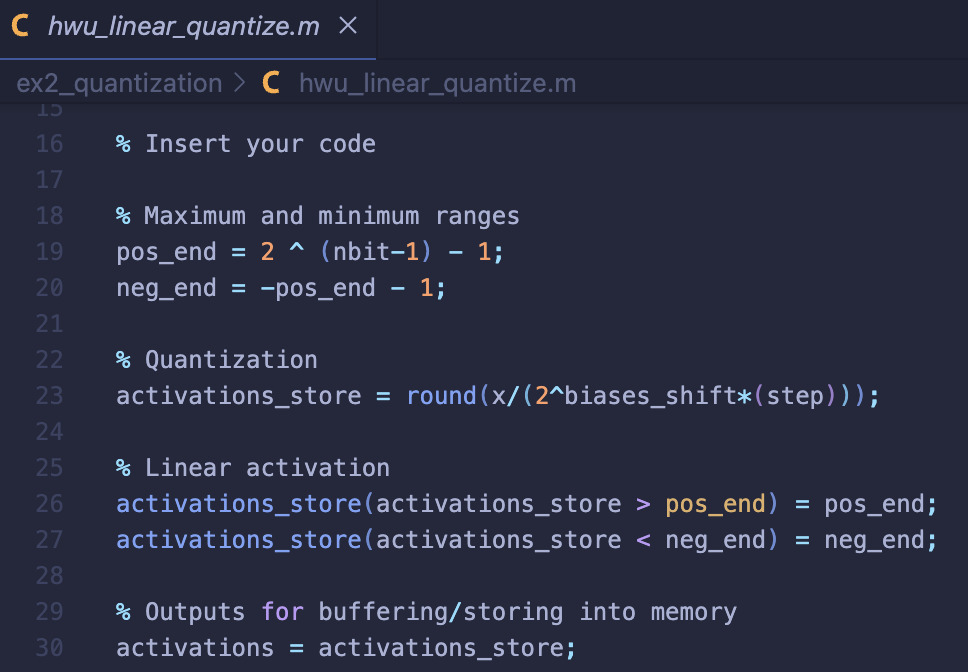 hwu_linear_quantize.m ×
ex2_quantization > C hwu_linear_quantize.m
15
16 % Insert your code
17
18 % Maximum and minimum ranges
19 pos_end = 2 ^ (nbit-1) - 1;
20 neg_end = -pos_end - 1;
21
22 % Quantization
23 activations_store = round(x/(2^biases_shift*(step)));
24
25 % Linear activation
26 activations_store(activations_store > pos_end) = pos_end;
27 activations_store(activations_store < neg_end) = neg_end;
28
29 % Outputs for buffering/storing into memory
30 activations = activations_store;